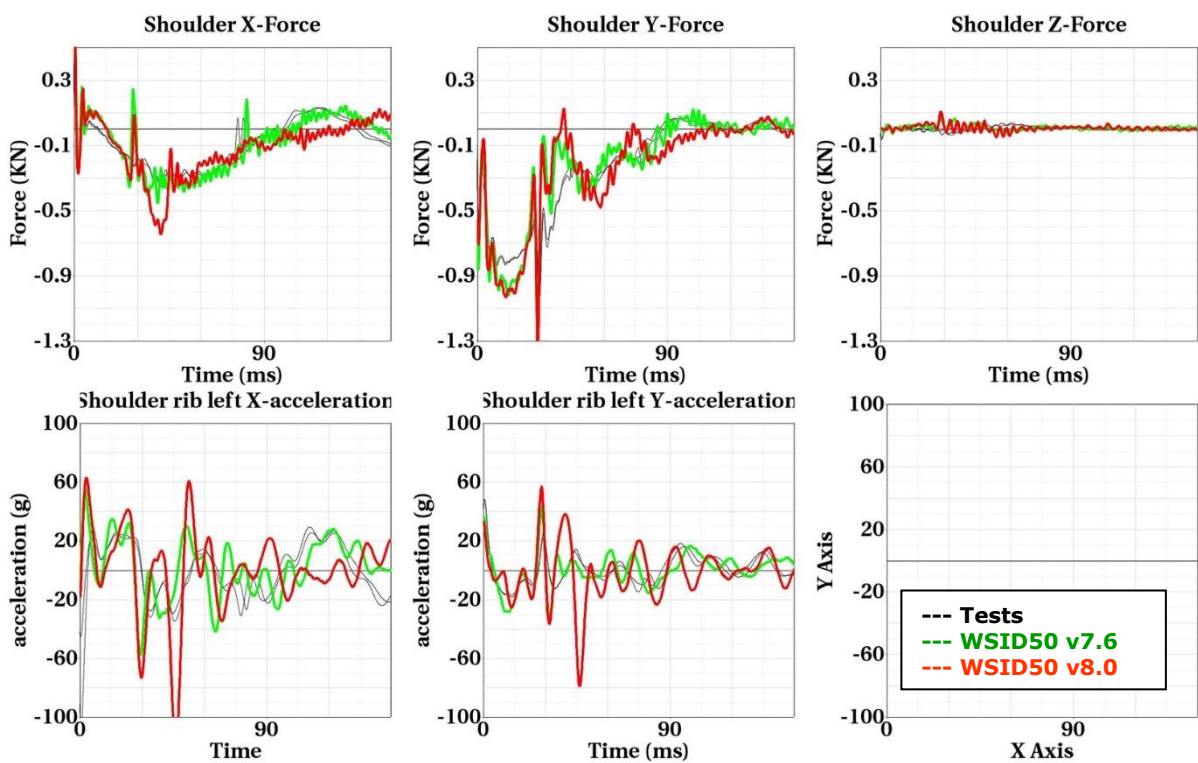 Shoulder X-Force
Force (KN)
0.3
-0.1
-0.5
-0.9
-1.3
0
90
Time (ms)
Shoulder Y-Force
Force (KN)
0.3
-0.1
-0.5
-0.9
-1.3
0
90
Time (ms)
Shoulder Z-Force
Force (KN)
0.3
-0.1
-0.5
-0.9
-1.3
0
90
Time (ms)
Shoulder rib left X-acceleration
acceleration (g)
100
60
20
-20
-60
-100
0
90
Time
Shoulder rib left Y-acceleration
acceleration (g)
100
60
20
-20
-60
-100
0
90
Time (ms)
Y Axis
100
60
20
-20
-60
-100
0
90
X Axis
--- Tests
--- WSID50 v7.6
--- WSID50 v8.0